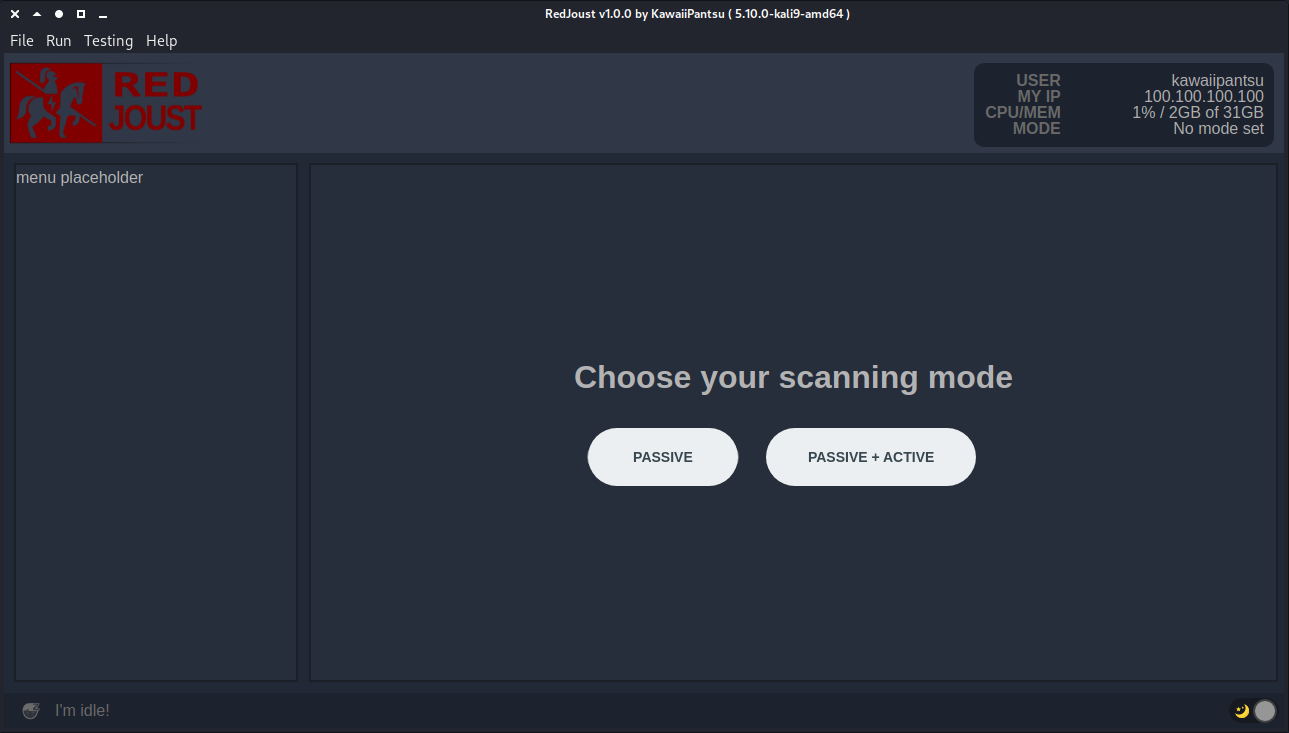 RedJoust v1.0.0 by KawaiiPantsu ( 5.10.0-kali9-amd64 )
File Run Testing Help
RED
JOUST
USER kawaiipantsu
MY IP 100.100.100.100
CPU/MEM 1% / 2GB of 31GB
MODE No mode set
menu placeholder
Choose your scanning mode
PASSIVE PASSIVE + ACTIVE
I'm idle!